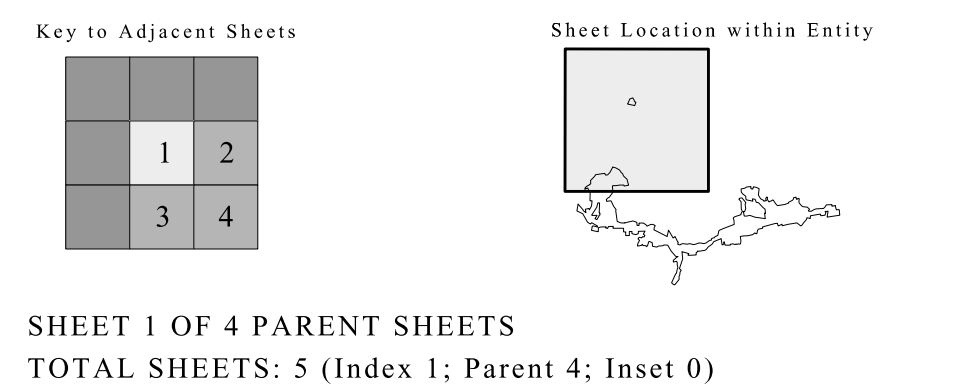 Key to Adjacent Sheets
Sheet Location within Entity
1
2
3
4
SHEET 1 OF 4 PARENT SHEETS
TOTAL SHEETS: 5 (Index 1; Parent 4; Inset 0)